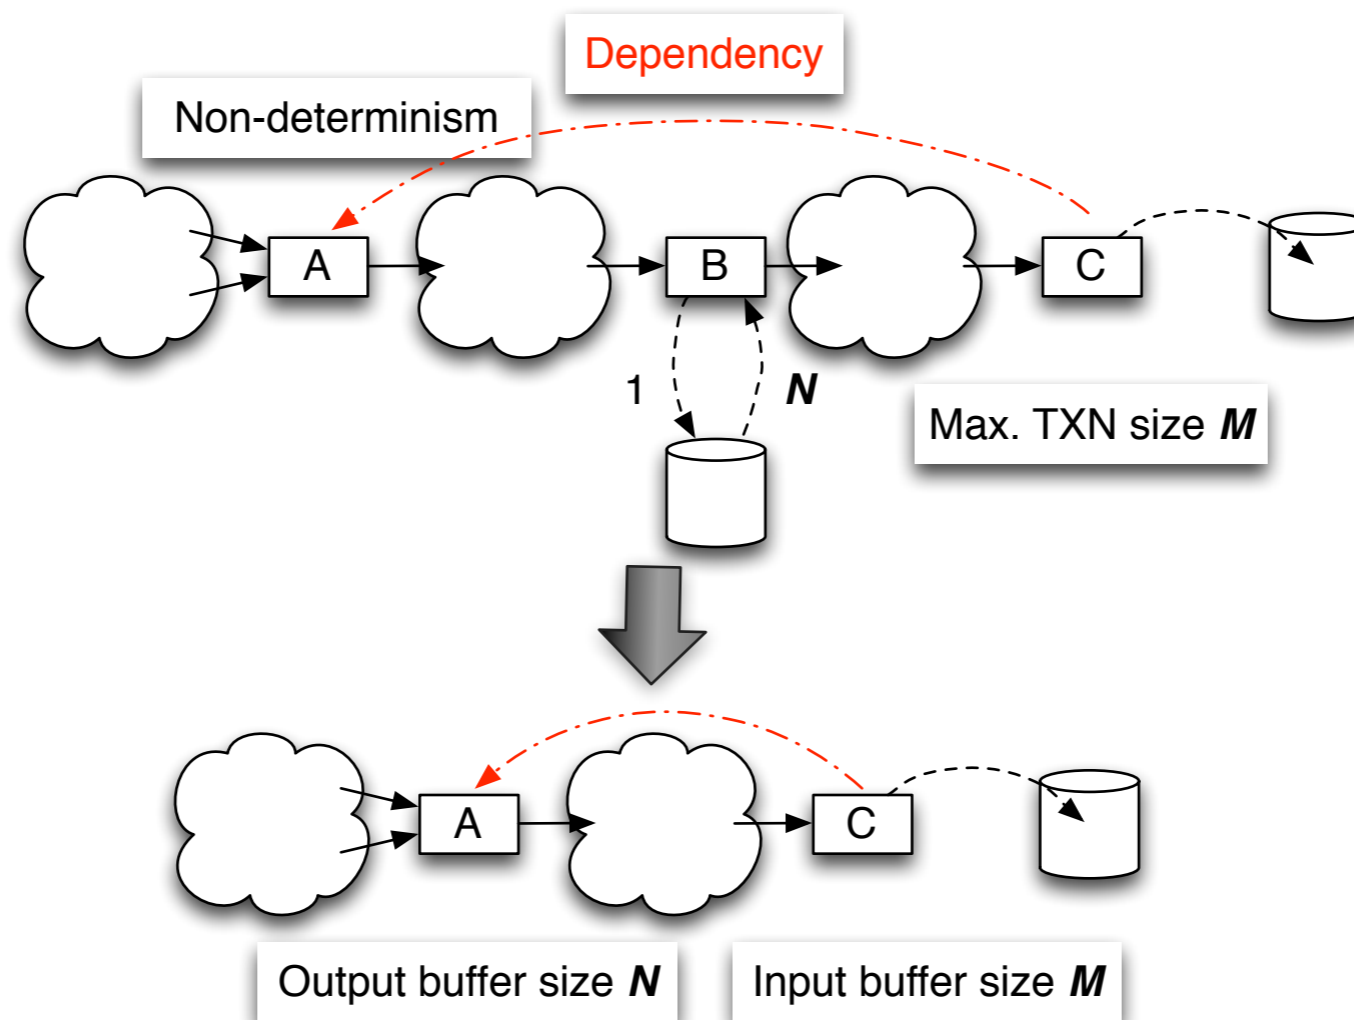 Dependency
Non-determinism
A
B
C
1
N
Max. TXN size M
A
C
Output buffer size N
Input buffer size M